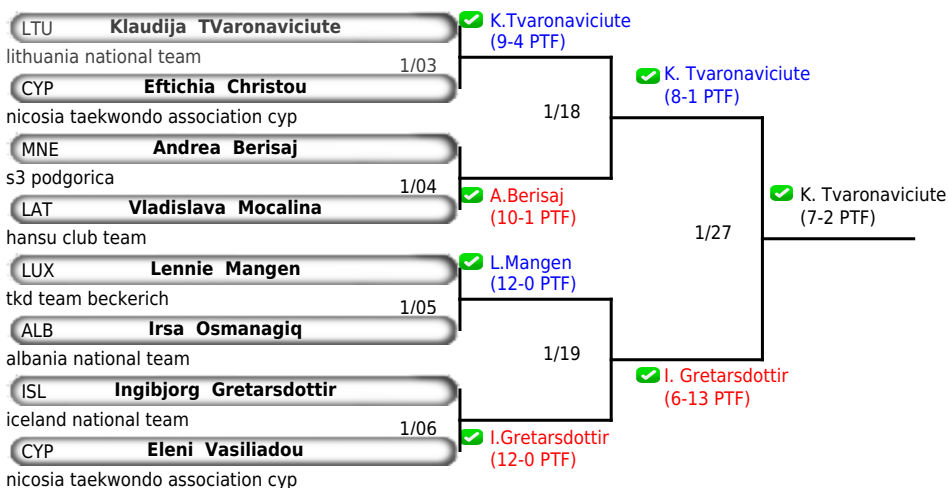 LTU Klaudija TVaronaviciute
lithuania national team
1/03
CYP Eftichia Christou
nicosia taekwondo association cyp
MNE Andrea Berisaj
s3 podgorica
1/04
LAT Vladislava Mocalina
hansu club team
LUX Lennie Mangen
tkd team beckerich
1/05
ALB Irsa Osmanagiq
albania national team
ISL Ingibjorg Gretarsdottir
iceland national team
1/06
CYP Eleni Vasiliadou
nicosia taekwondo association cyp
K.Tvaronaviciute
(9-4 PTF)
1/18
A.Berisaj
(10-1 PTF)
L.Mangen
(12-0 PTF)
1/19
I.Gretarsdottir
(12-0 PTF)
K. Tvaronaviciute
(8-1 PTF)
1/27
I. Gretarsdottir
(6-13 PTF)
K. Tvaronaviciute
(7-2 PTF)